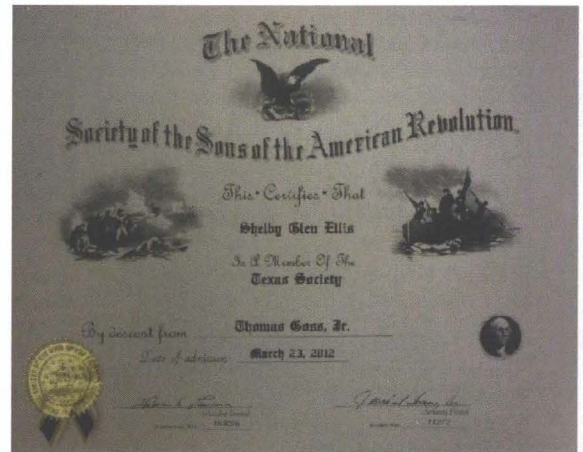 The National
Society of the Sons of the American Revolution
This Certifies That
Shelby Glen Ellis
Is A Member Of The
Texas Society
By descent from Thomas Goss, Jr.
Date of admission March 23, 2012